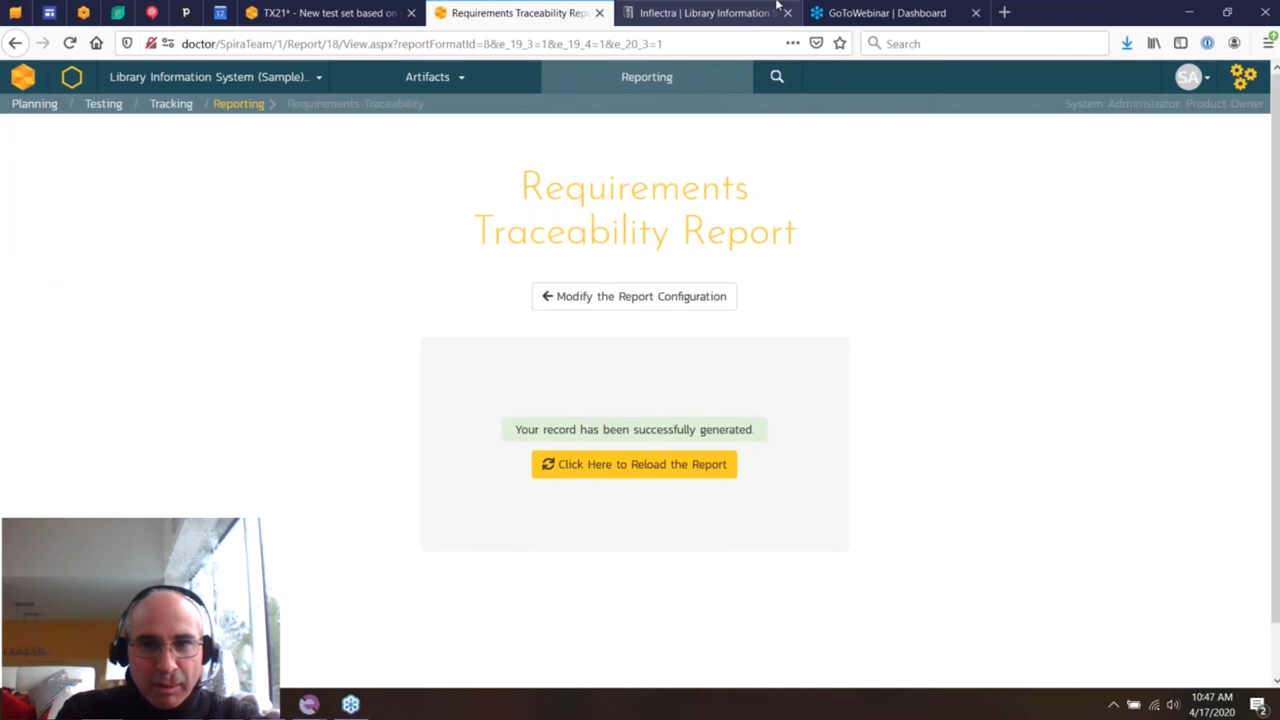 TX21* - New test set based on
Requirements Traceability Repo
Inflectra | Library Information S
GoToWebinar | Dashboard
doctor/SpiraTeam/1/Report/18/View.aspx?reportFormatId=8&e_19_3=1&e_19_4=1&e_20_3=1
Search
Library Information System (Sample)...
Artifacts
Reporting
SA
Planning / Testing / Tracking / Reporting > Requirements Traceability
System Administrator: Product Owner
Requirements
Traceability Report
Modify the Report Configuration
Your record has been successfully generated.
Click Here to Reload the Report
10:47 AM
4/17/2020
2